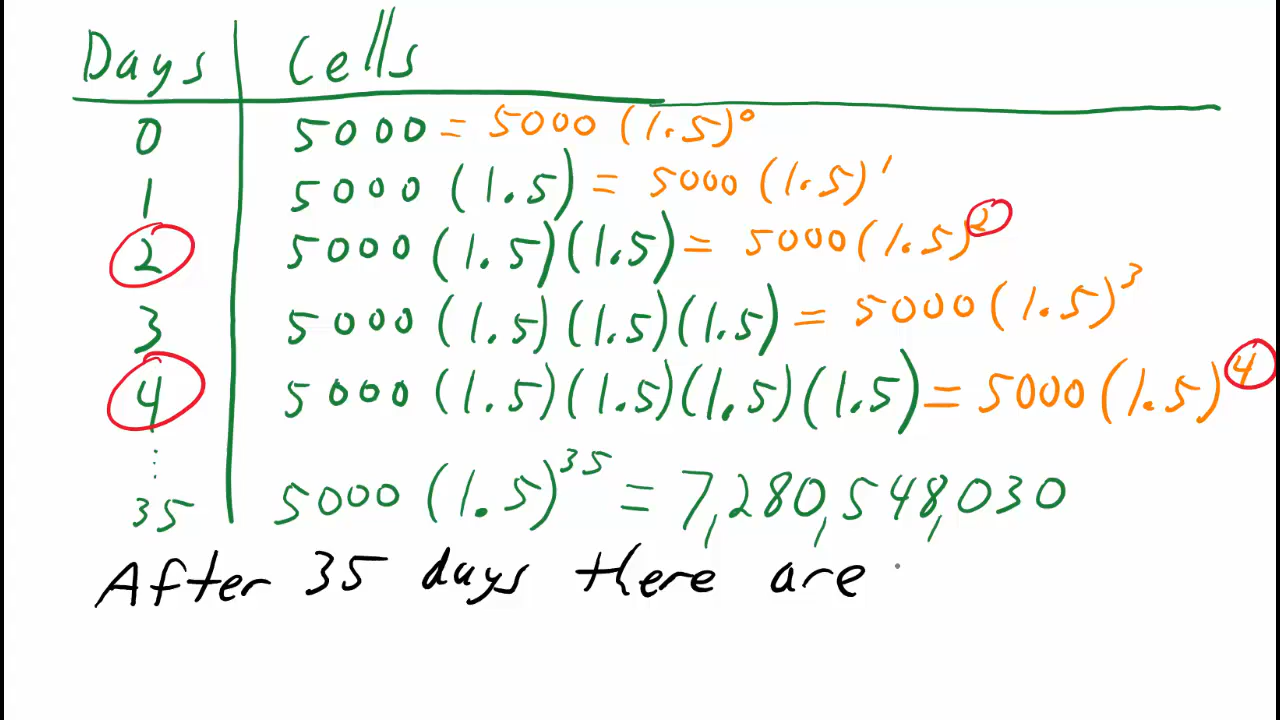 Days Cells
0 5000 = 5000 (1.5)^0
1 5000 (1.5) = 5000 (1.5)^1
2 5000 (1.5)(1.5) = 5000 (1.5)^2
3 5000 (1.5)(1.5)(1.5) = 5000 (1.5)^3
4 5000 (1.5)(1.5)(1.5)(1.5) = 5000 (1.5)^4
⋮
35 5000 (1.5)^35 = 7,280,548,030
After 35 days there are